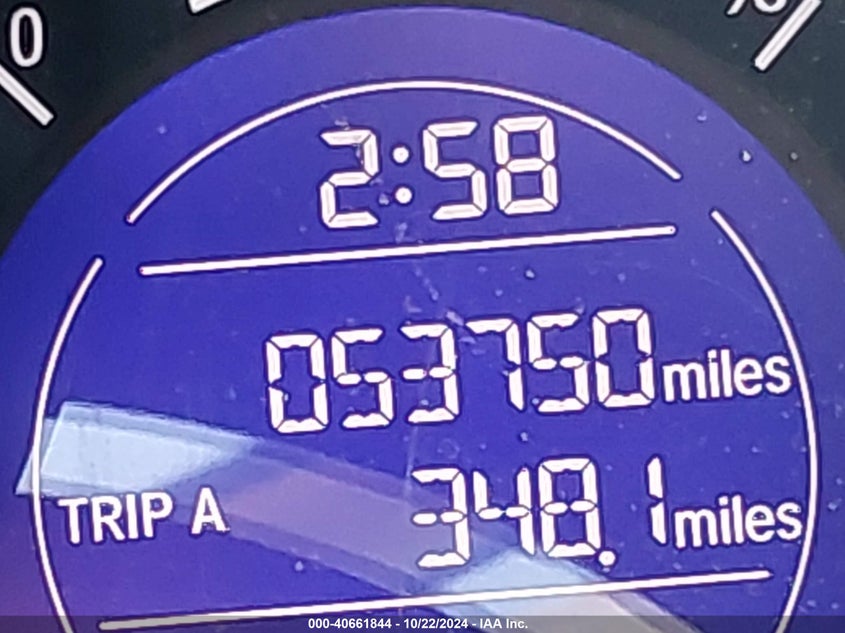 0
2:58
053750 miles
TRIP A 348.1 miles
000-40661844 - 10/22/2024 - IAA Inc.